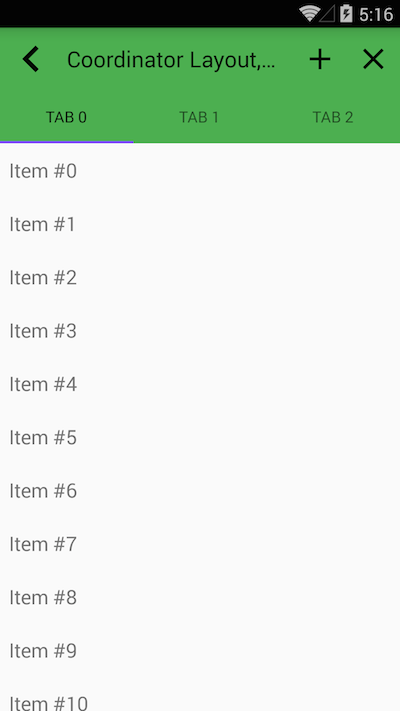 5:16
Coordinator Layout,...
TAB 0 TAB 1 TAB 2
Item #0
Item #1
Item #2
Item #3
Item #4
Item #5
Item #6
Item #7
Item #8
Item #9
Item #10